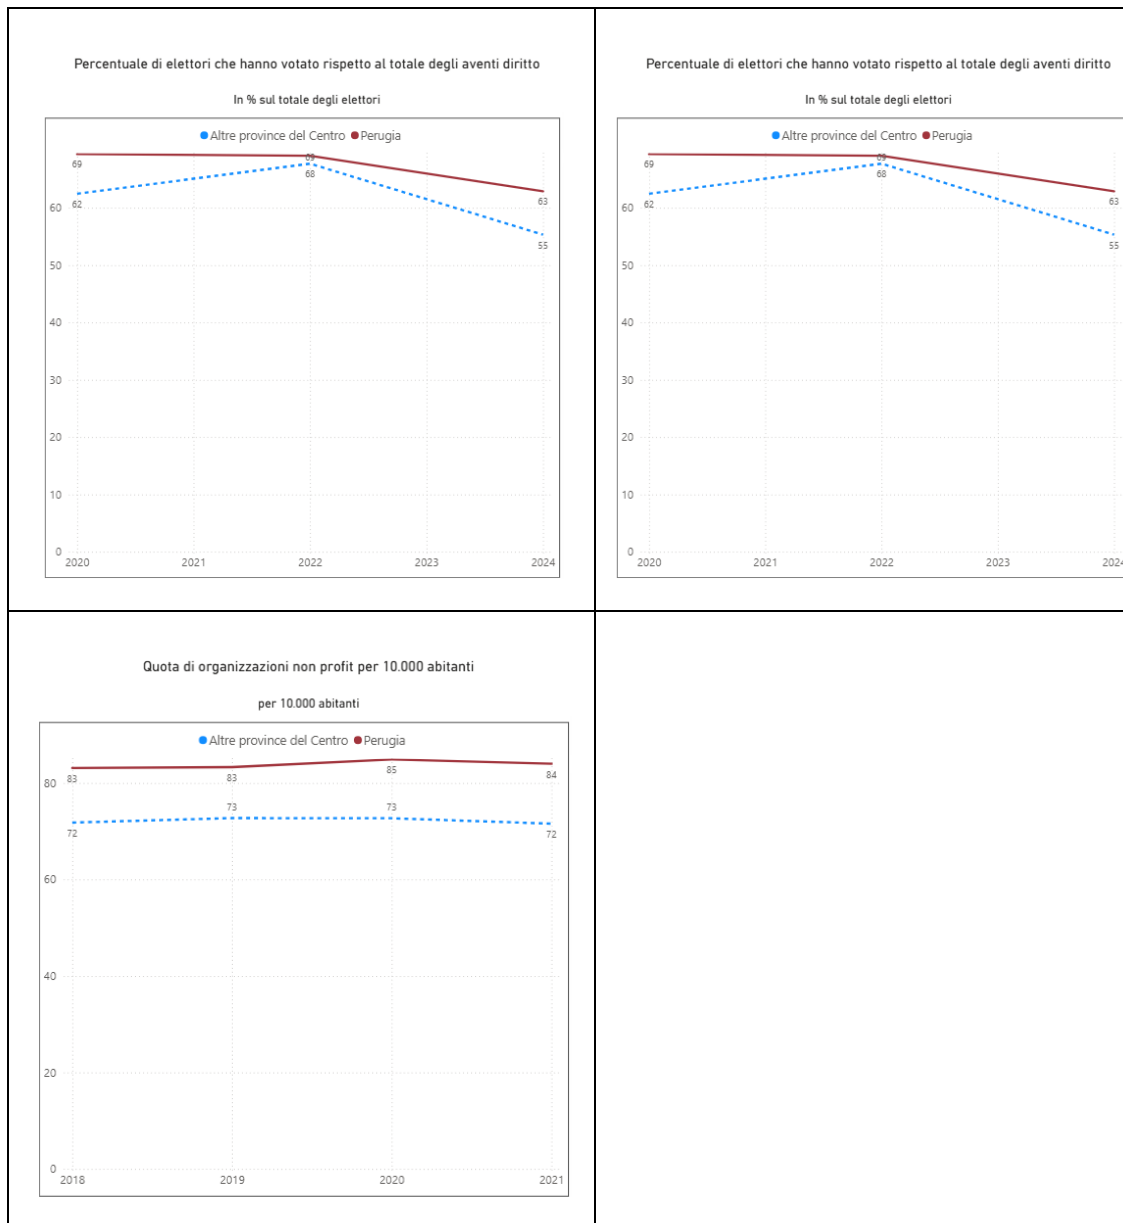 Percentuale di elettori che hanno votato rispetto al totale degli aventi diritto
In % sul totale degli elettori
Altre province del Centro Perugia
69
69
68
62
63
55
60
50
40
30
20
10
0
2020 2021 2022 2023 2024
Percentuale di elettori che hanno votato rispetto al totale degli aventi diritto
In % sul totale degli elettori
Altre province del Centro Perugia
69
69
68
62
63
55
60
50
40
30
20
10
0
2020 2021 2022 2023 2024
Quota di organizzazioni non profit per 10.000 abitanti
per 10.000 abitanti
Altre province del Centro Perugia
83 83 85 84
72 73 73 72
80
60
40
20
0
2018 2019 2020 2021